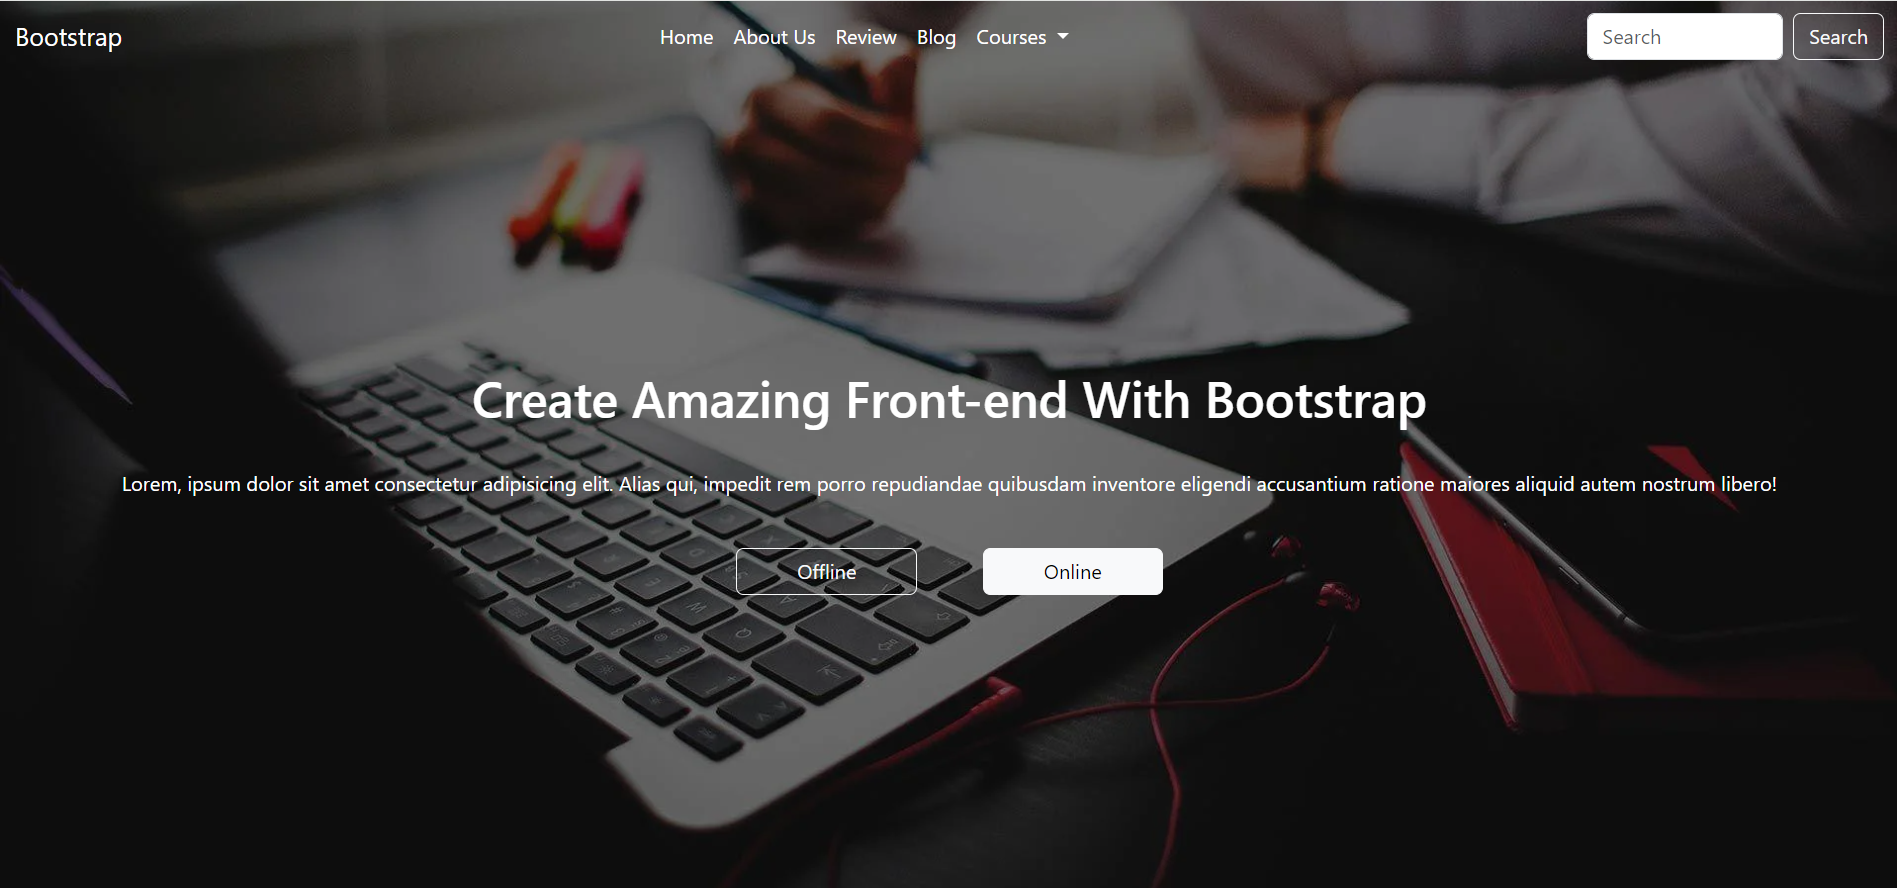 Bootstrap Home About Us Review Blog Courses Search Search
Create Amazing Front-end With Bootstrap
Lorem, ipsum dolor sit amet consectetur adipisicing elit. Alias qui, impedit rem porro repudiandae quibusdam inventore eligendi accusantium ratione maiores aliquid autem nostrum libero!
Offline Online